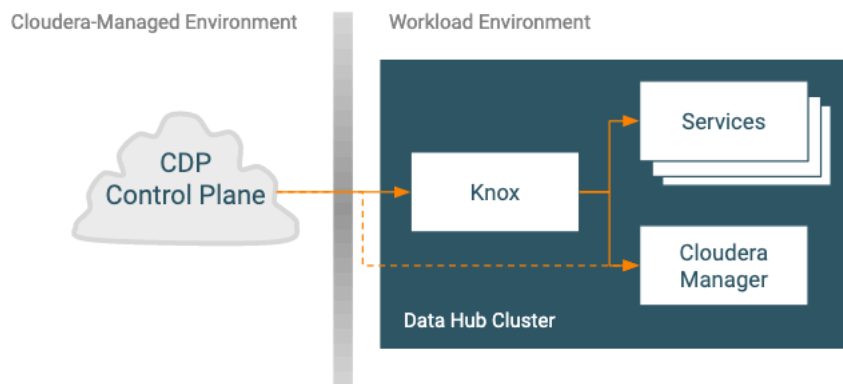 Cloudera-Managed Environment
Workload Environment
CDP
Control Plane
Knox
Services
Cloudera
Manager
Data Hub Cluster